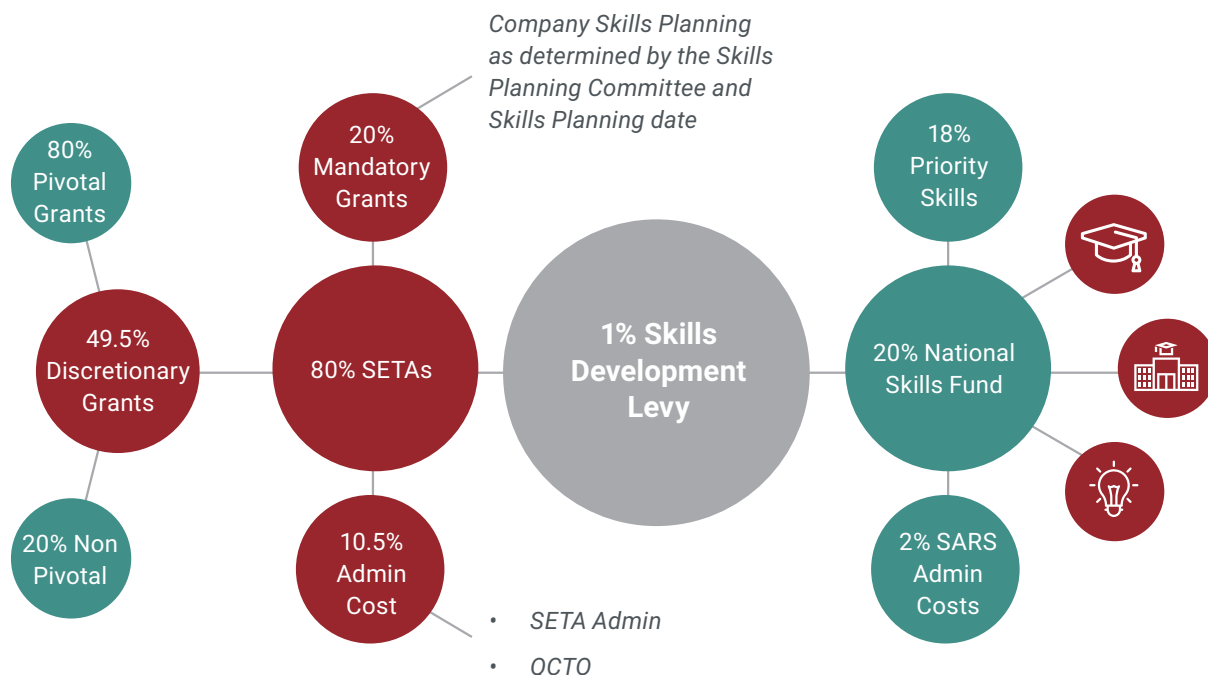 Company Skills Planning
as determined by the Skills
Planning Committee and
Skills Planning date
80%
Pivotal
Grants
20%
Mandatory
Grants
18%
Priority
Skills
49.5%
Discretionary
Grants
80% SETAs
1% Skills
Development
Levy
20% National
Skills Fund
20% Non
Pivotal
10.5%
Admin
Cost
2% SARS
Admin
Costs
• SETA Admin
• QCTO